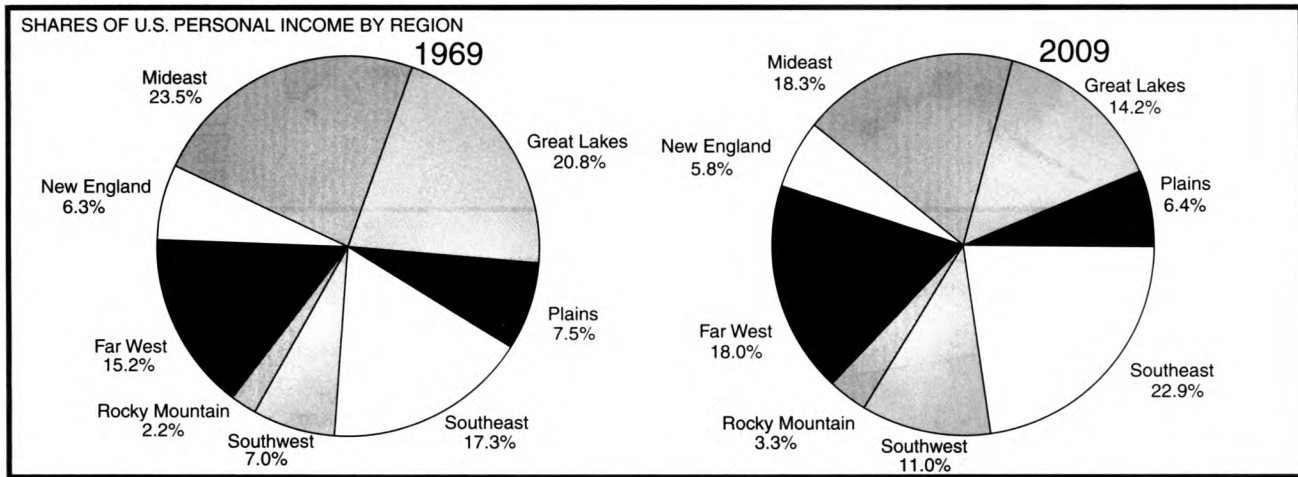 SHARES OF U.S. PERSONAL INCOME BY REGION
1969
Mideast
23.5%
Great Lakes
20.8%
New England
6.3%
Plains
7.5%
Far West
15.2%
Rocky Mountain
2.2%
Southwest
7.0%
Southeast
17.3%
2009
Mideast
18.3%
Great Lakes
14.2%
New England
5.8%
Plains
6.4%
Far West
18.0%
Southeast
22.9%
Rocky Mountain
3.3%
Southwest
11.0%